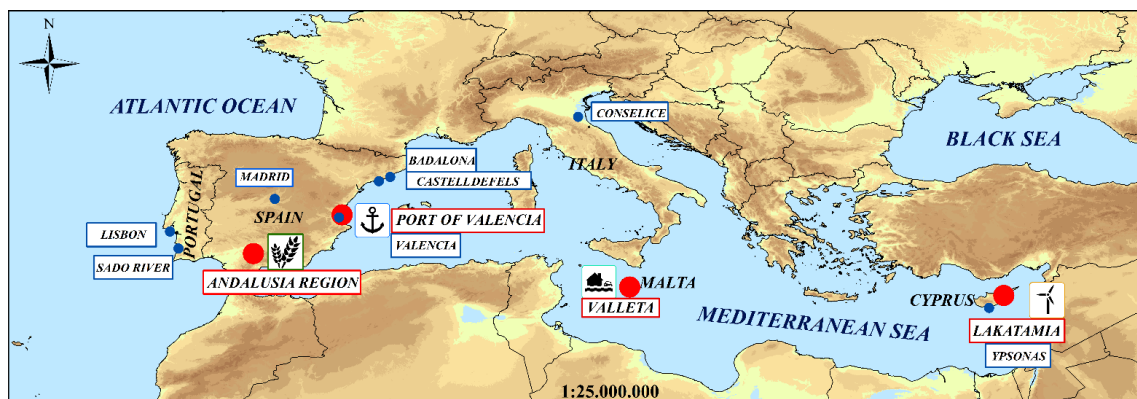 N
ATLANTIC OCEAN
CONSELICE
BLACK SEA
BADALONA
ITALY
MADRID
CASTELLDEFELS
PORTUGAL
SPAIN
PORT OF VALENCIA
LISBON
VALENCIA
SADO RIVER
ANDALUSIA REGION
MALTA
CYPRUS
VALLETA
MEDITERRANEAN SEA
LAKATAMIA
YPSONAS
1:25.000.000